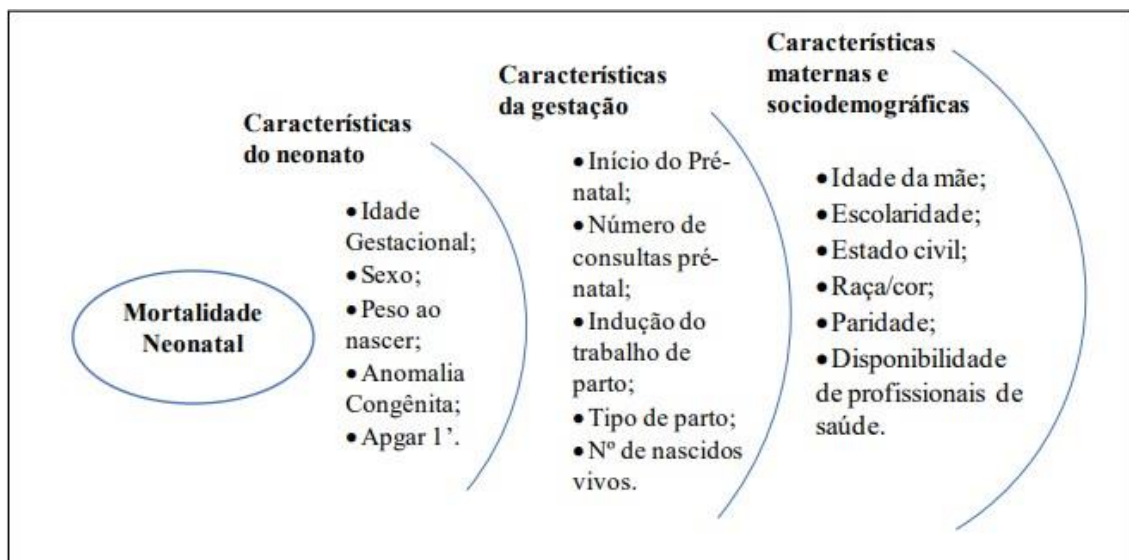 Mortalidade
Neonatal
Características
do neonato
• Idade
Gestacional;
• Sexo;
• Peso ao
nascer;
• Anomalia
Congênita;
• Apgar 1’.
Características
da gestação
• Início do Pré-
natal;
• Número de
consultas pré-
natal;
• Indução do
trabalho de
parto;
• Tipo de parto;
• Nº de nascidos
vivos.
Características
maternas e
sociodemográficas
• Idade da mãe;
• Escolaridade;
• Estado civil;
• Raça/cor;
• Paridade;
• Disponibilidade
de profissionais de
saúde.